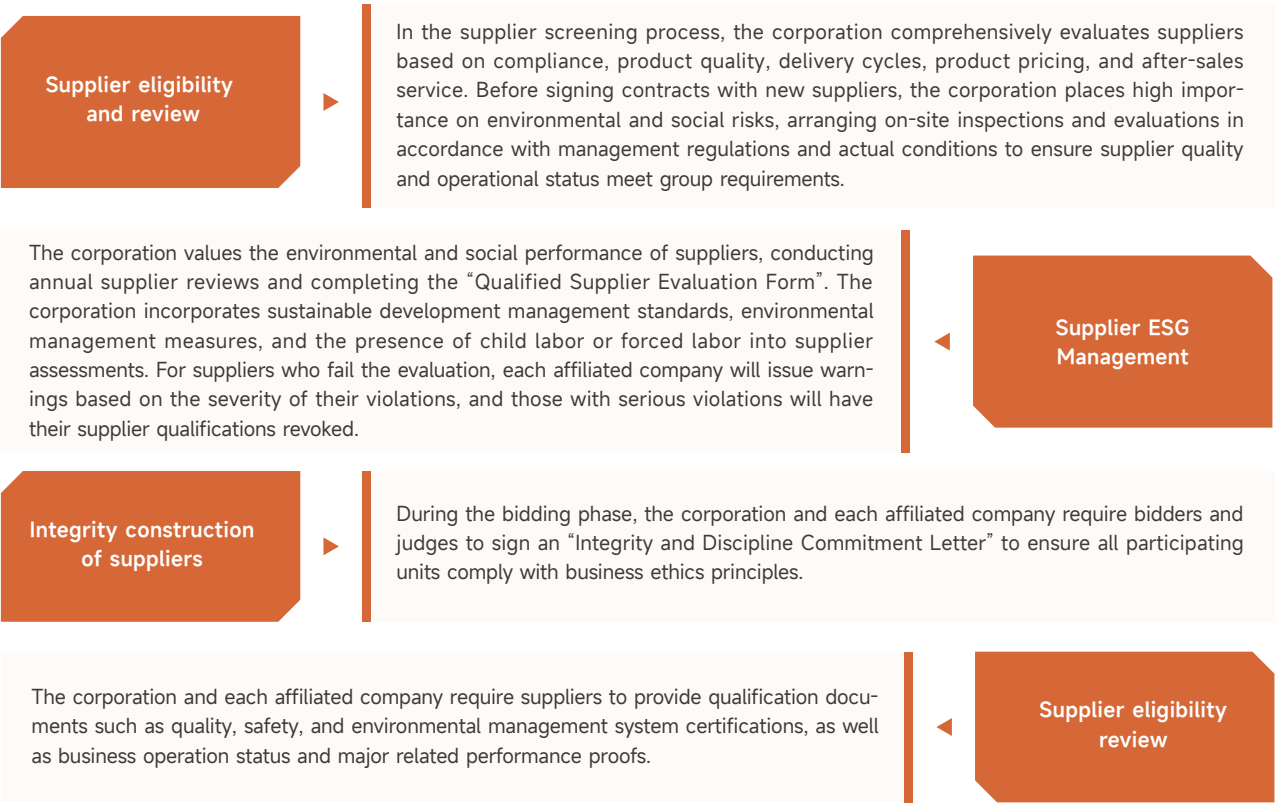 Supplier eligibility
and review
In the supplier screening process, the corporation comprehensively evaluates suppliers
based on compliance, product quality, delivery cycles, product pricing, and after-sales
service. Before signing contracts with new suppliers, the corporation places high impor-
tance on environmental and social risks, arranging on-site inspections and evaluations in
accordance with management regulations and actual conditions to ensure supplier quality
and operational status meet group requirements.
The corporation values the environmental and social performance of suppliers, conducting
annual supplier reviews and completing the “Qualified Supplier Evaluation Form”. The
corporation incorporates sustainable development management standards, environmental
management measures, and the presence of child labor or forced labor into supplier
assessments. For suppliers who fail the evaluation, each affiliated company will issue warn-
ings based on the severity of their violations, and those with serious violations will have
their supplier qualifications revoked.
Supplier ESG
Management
Integrity construction
of suppliers
During the bidding phase, the corporation and each affiliated company require bidders and
judges to sign an “Integrity and Discipline Commitment Letter” to ensure all participating
units comply with business ethics principles.
The corporation and each affiliated company require suppliers to provide qualification docu-
ments such as quality, safety, and environmental management system certifications, as well
as business operation status and major related performance proofs.
Supplier eligibility
review